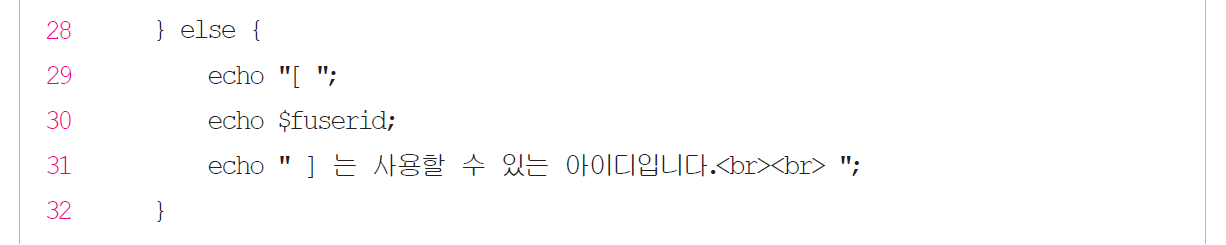 28 } else {
29 echo "[ ";
30 echo $fuserid;
31 echo " ] 는 사용할 수 있는 아이디입니다.<br><br> ";
32 }